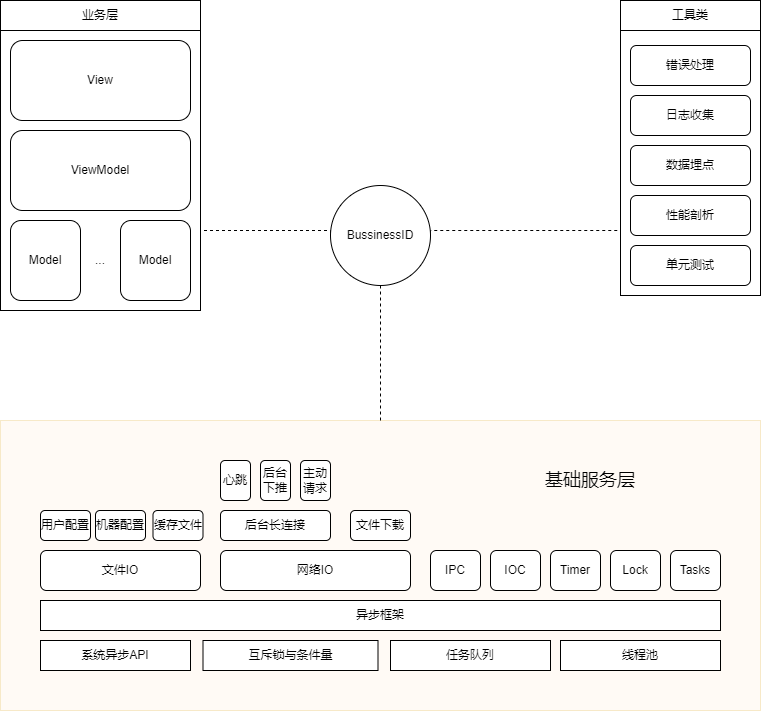 业务层
View
ViewModel
Model
...
Model
工具类
错误处理
日志收集
数据埋点
性能剖析
单元测试
BussinessID
基础服务层
心跳
后台
下推
主动
请求
用户配置
机器配置
缓存文件
后台长连接
文件下载
文件IO
网络IO
IPC
IOC
Timer
Lock
Tasks
异步框架
系统异步API
互斥锁与条件量
任务队列
线程池